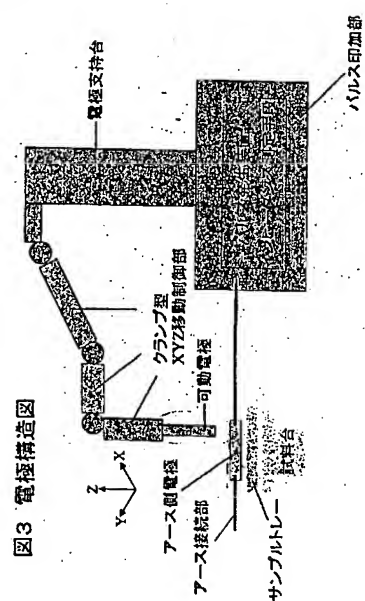 図3 電極構造図
電極支持台
クランプ型
XYZ移動制御部
可動電極
Z
X
Y
アース側電極
アース接続部
サンプルトレー
試料台
パルス印加部